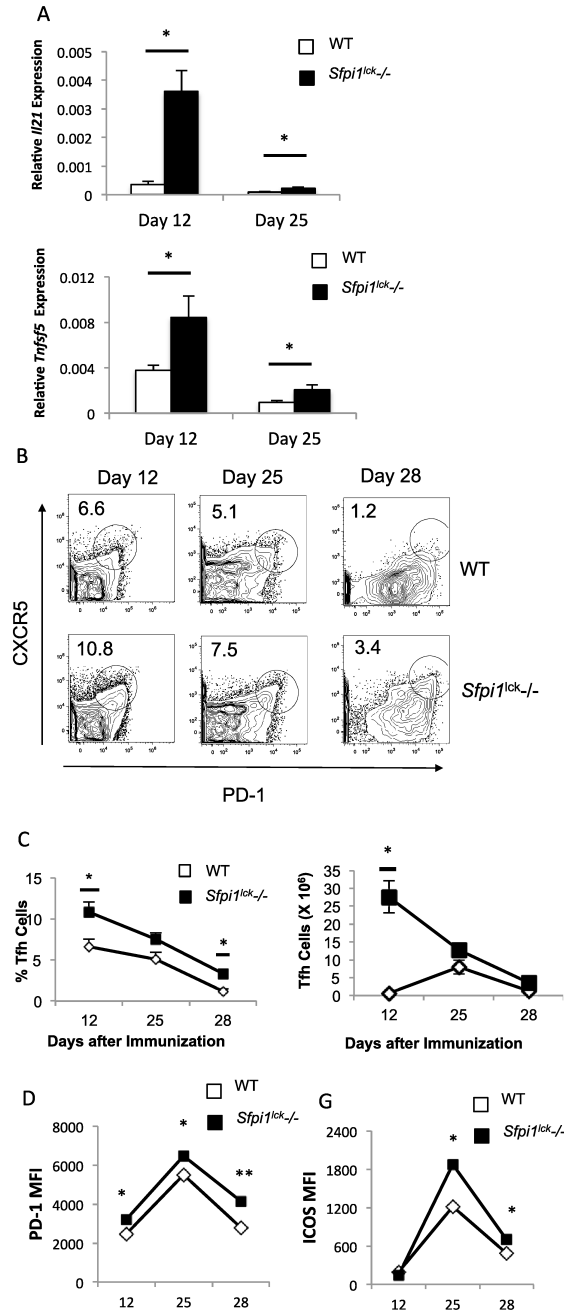 A
WT
Sfpi1lck-/-
Relative Il21 Expression
0.005
0.004
0.003
0.002
0.001
0
*
*
Day 12
Day 25
WT
Sfpi1lck-/-
Relative Tnfsf5 Expression
0.012
0.008
0.004
0
*
*
Day 12
Day 25
B
Day 12
Day 25
Day 28
6.6
5.1
1.2
WT
10.8
7.5
3.4
Sfpi1lck-/-
CXCR5
PD-1
C
WT
Sfpi1lck-/-
% Tfh Cells
15
10
5
0
*
*
12
25
28
Days after Immunization
Tfh Cells (X 10⁶)
35
30
25
20
15
10
5
0
*
12
25
28
Days after Immunization
D
WT
Sfpi1lck-/-
PD-1 MFI
8000
6000
4000
2000
0
*
*
**
12
25
28
G
WT
Sfpi1lck-/-
ICOS MFI
2400
1800
1200
600
0
*
*
12
25
28